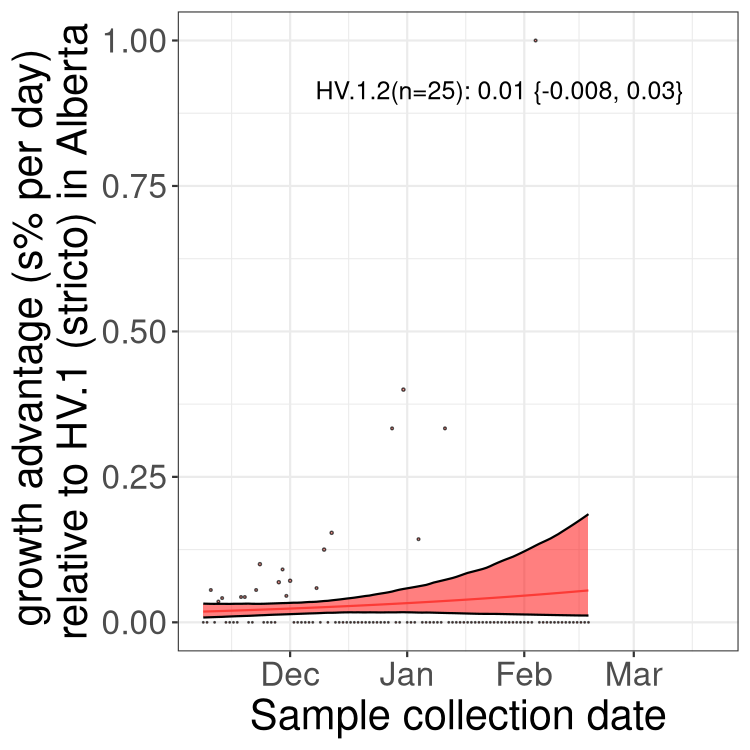 growth advantage (s% per day)
relative to HV.1 (stricto) in Alberta
1.00
HV.1.2(n=25): 0.01 {-0.008, 0.03}
0.75
0.50
0.25
0.00
Dec Jan Feb Mar
Sample collection date